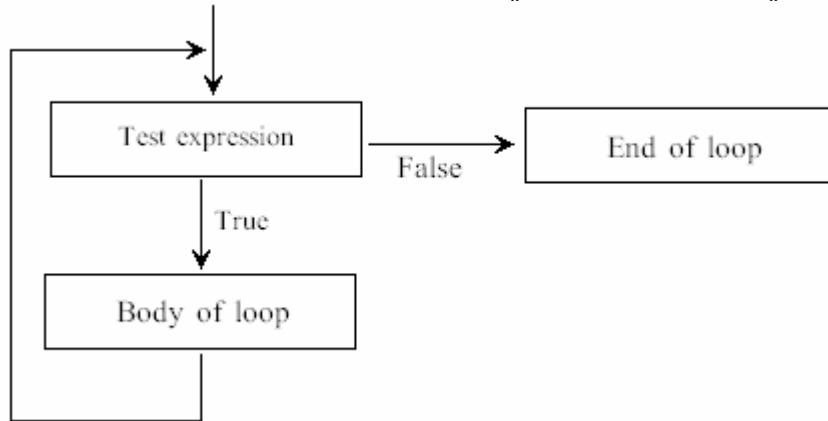 Test expression
False
End of loop
True
Body of loop